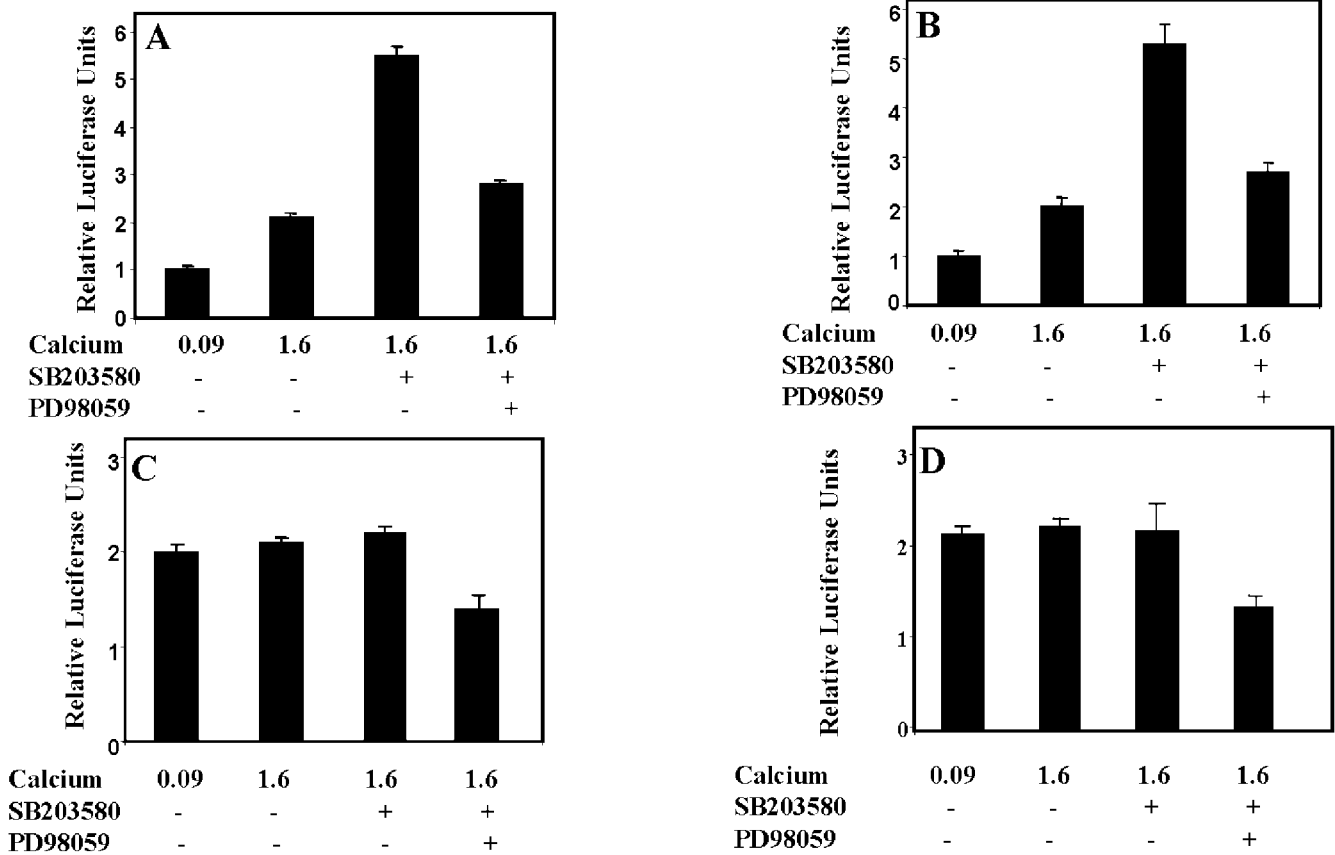 A
Relative Luciferase Units
6
5
4
3
2
1
0
Calcium 0.09 1.6 1.6 1.6
SB203580 - - + +
PD98059 - - - +
B
Relative Luciferase Units
6
5
4
3
2
1
0
Calcium 0.09 1.6 1.6 1.6
SB203580 - - + +
PD98059 - - - +
C
Relative Luciferase Units
3
2
1
0
Calcium 0.09 1.6 1.6 1.6
SB203580 - - + +
PD98059 - - - +
D
Relative Luciferase Units
3
2
1
0
Calcium 0.09 1.6 1.6 1.6
SB203580 - - + +
PD98059 - - - +